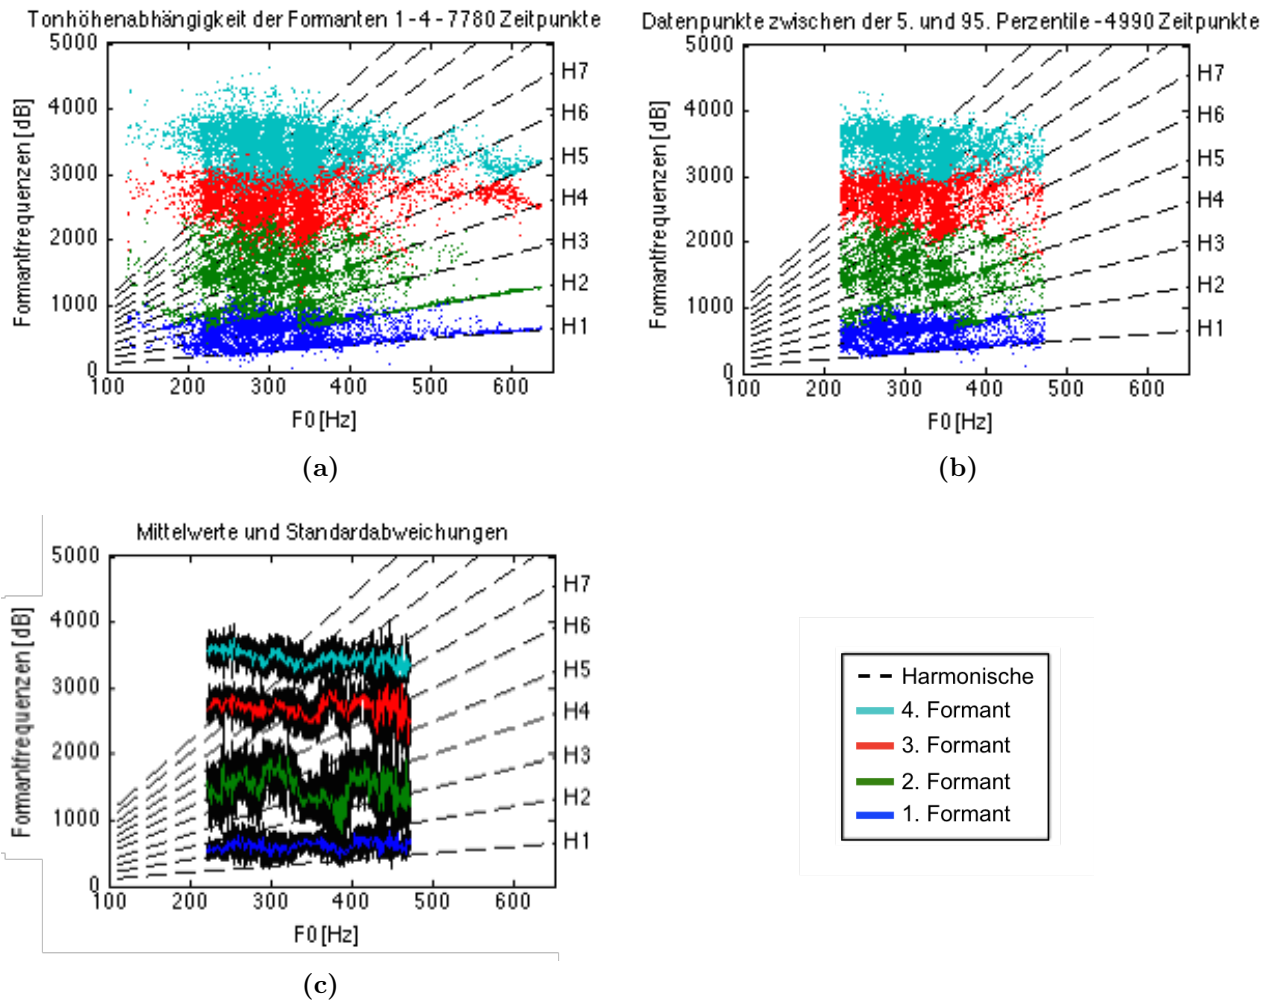 Tonhöhenabhängigkeit der Formanten 1-4-7780 Zeitpunkte
5000
4000
3000
2000
1000
0
Formantfrequenzen [dB]
100
200
300
400
500
600
F0 [Hz]
H7
H6
H5
H4
H3
H2
H1
(a)
Datenpunkte zwischen der 5. und 95. Perzentile -4990 Zeitpunkte
5000
4000
3000
2000
1000
0
Formantfrequenzen [dB]
100
200
300
400
500
600
F0 [Hz]
H7
H6
H5
H4
H3
H2
H1
(b)
Mittelwerte und Standardabweichungen
5000
4000
3000
2000
1000
0
Formantfrequenzen [dB]
100
200
300
400
500
600
F0 [Hz]
H7
H6
H5
H4
H3
H2
H1
(c)
Harmonische
4. Formant
3. Formant
2. Formant
1. Formant